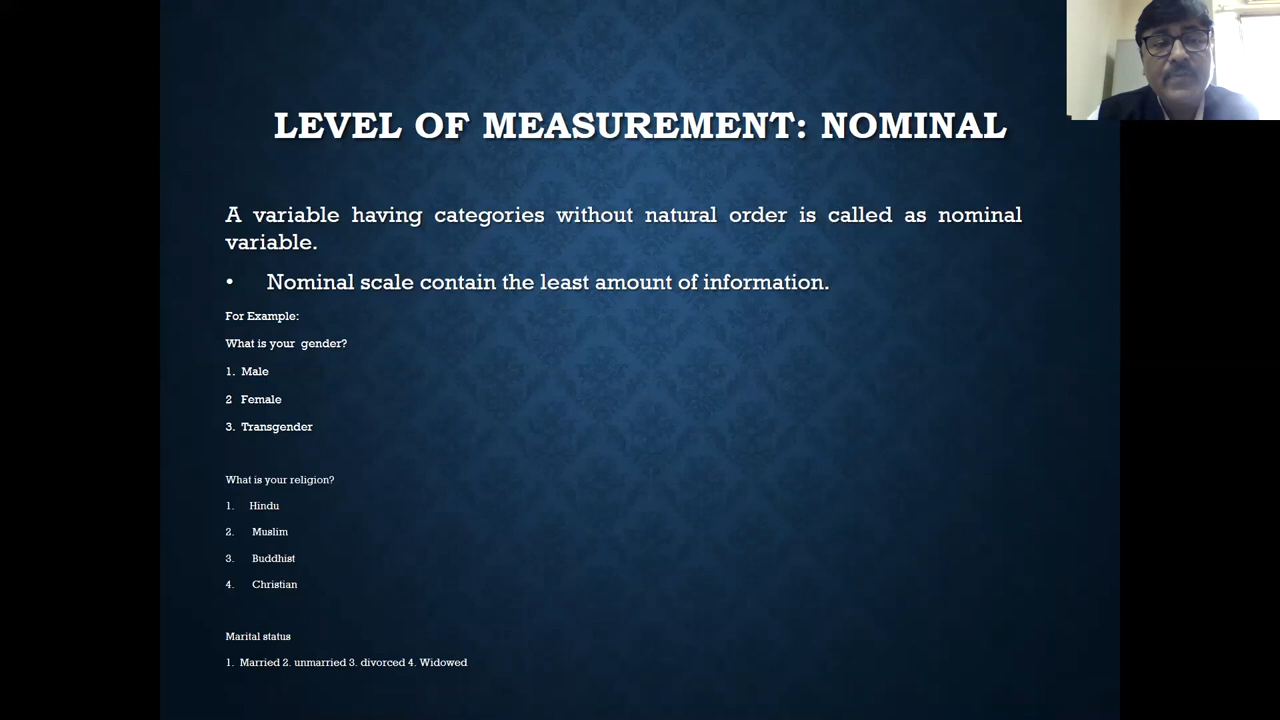 LEVEL OF MEASUREMENT: NOMINAL
A variable having categories without natural order is called as nominal
variable.
• Nominal scale contain the least amount of information.
For Example:
What is your gender?
1. Male
2 Female
3. Transgender
What is your religion?
1. Hindu
2. Muslim
3. Buddhist
4. Christian
Marital status
1. Married 2. unmarried 3. divorced 4. Widowed